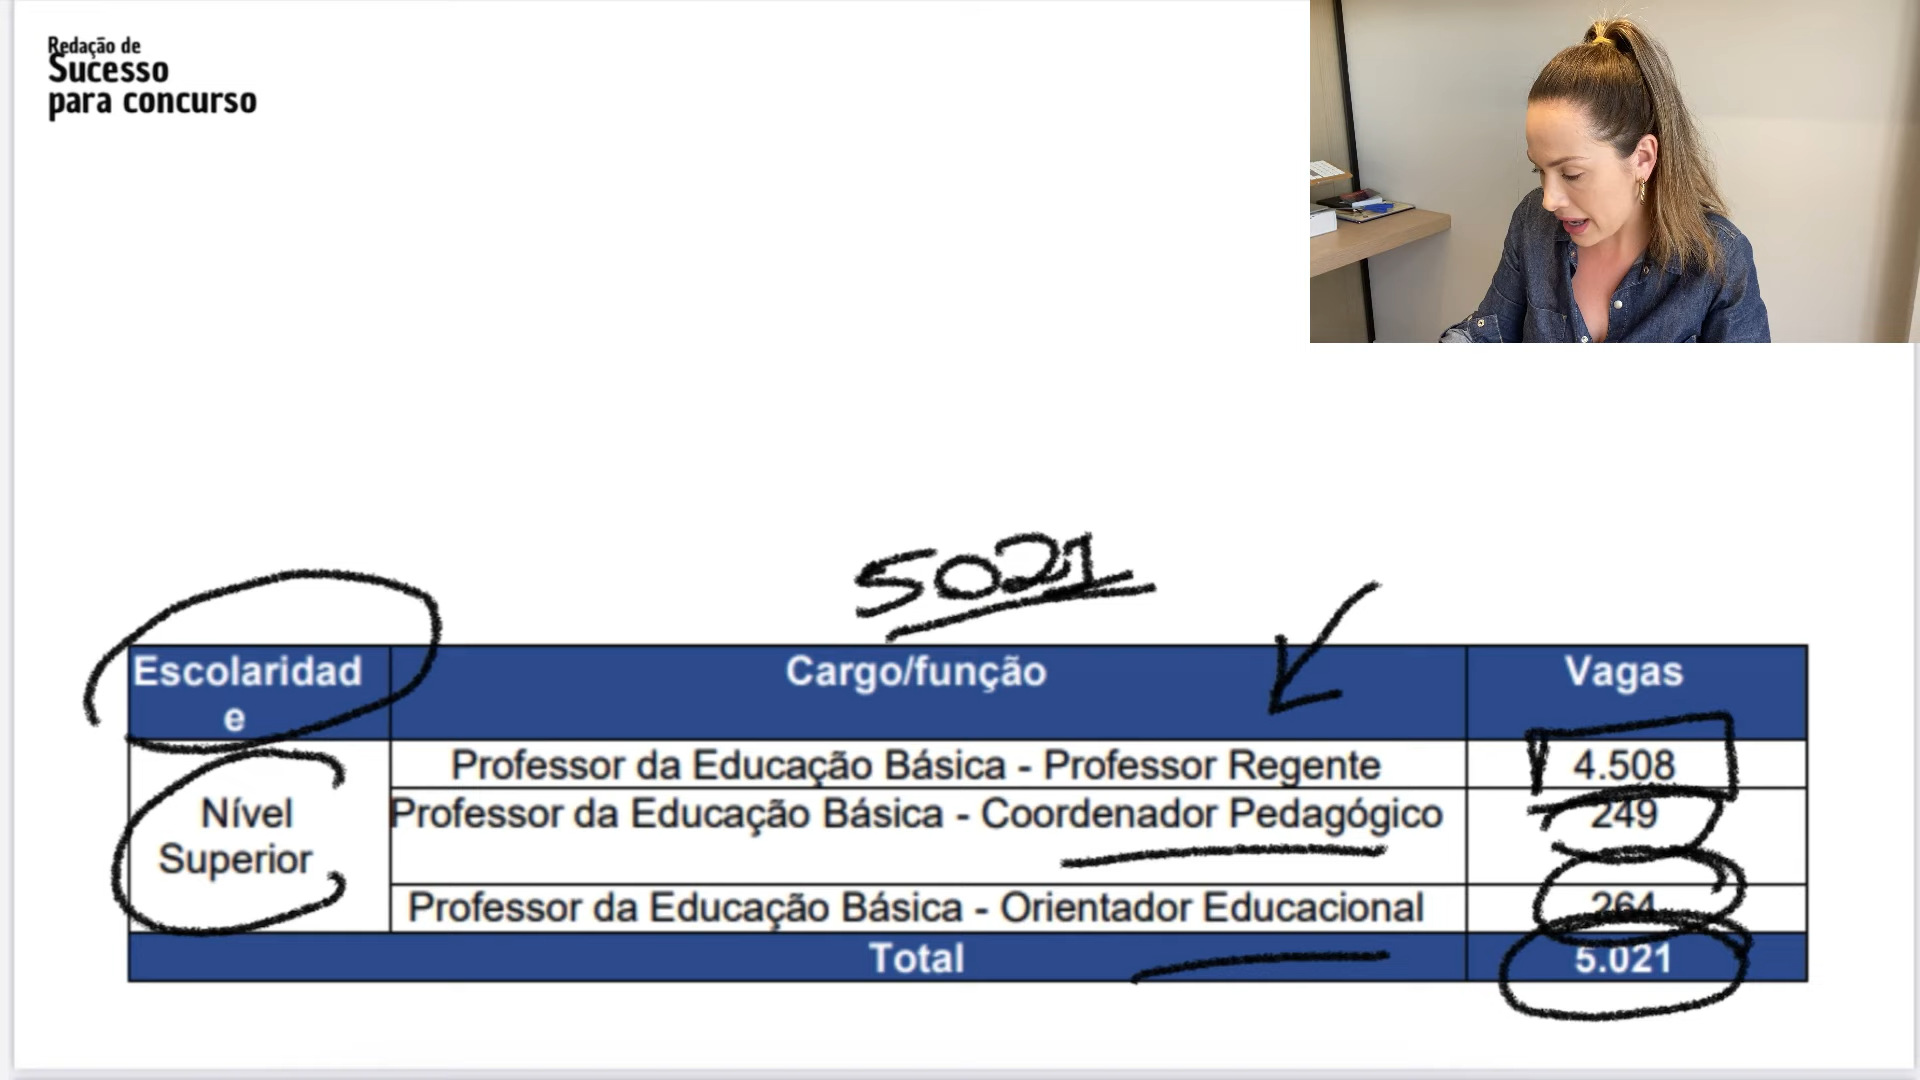 Redação de
Sucesso
para concurso
5021
Escolaridad
e
Cargo/função
Vagas
Nível
Superior
Professor da Educação Básica - Professor Regente
4.508
Professor da Educação Básica - Coordenador Pedagógico
249
Professor da Educação Básica - Orientador Educacional
264
Total
5.021